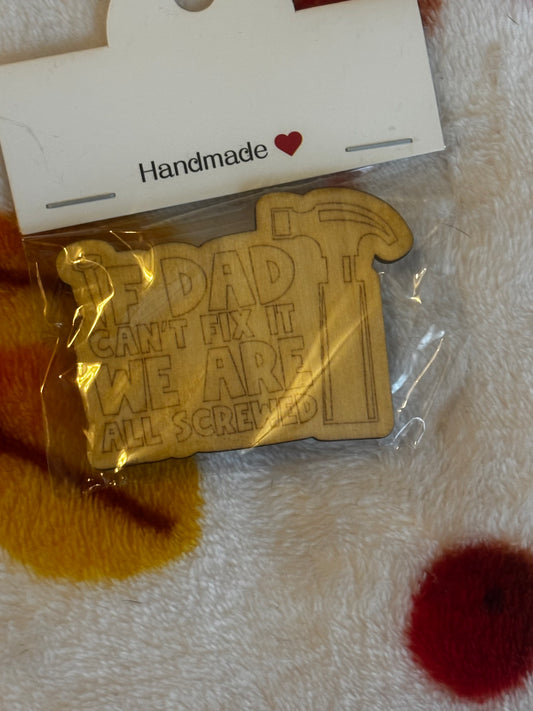 Handmade
IF DAD
CAN'T FIX IT
WE ARE
ALL SCREWED